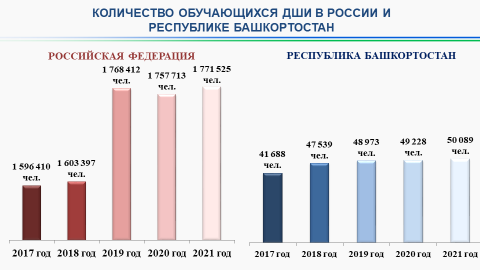 КОЛИЧЕСТВО ОБУЧАЮЩИХСЯ ДШИ В РОССИИ И
РЕСПУБЛИКЕ БАШКОРТОСТАН
РОССИЙСКАЯ ФЕДЕРАЦИЯ
1 596 410
чел.
1 603 397
чел.
1 768 412
чел.
1 757 713
чел.
1 771 525
чел.
2017 год 2018 год 2019 год 2020 год 2021 год
РЕСПУБЛИКА БАШКОРТОСТАН
41 688
чел.
47 539
чел.
48 973
чел.
49 228
чел.
50 089
чел.
2017 год 2018 год 2019 год 2020 год 2021 год